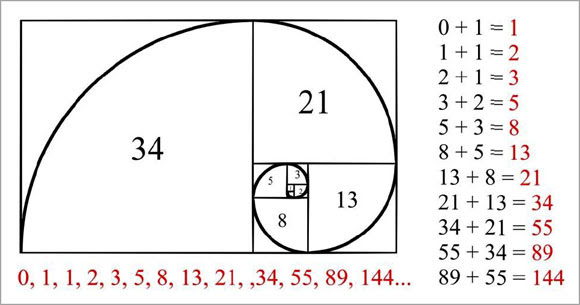 34
21
5
3
2
8
13
0, 1, 1, 2, 3, 5, 8, 13, 21, ,34, 55, 89, 144...
0 + 1 = 1
1 + 1 = 2
2 + 1 = 3
3 + 2 = 5
5 + 3 = 8
8 + 5 = 13
13 + 8 = 21
21 + 13 = 34
34 + 21 = 55
55 + 34 = 89
89 + 55 = 144